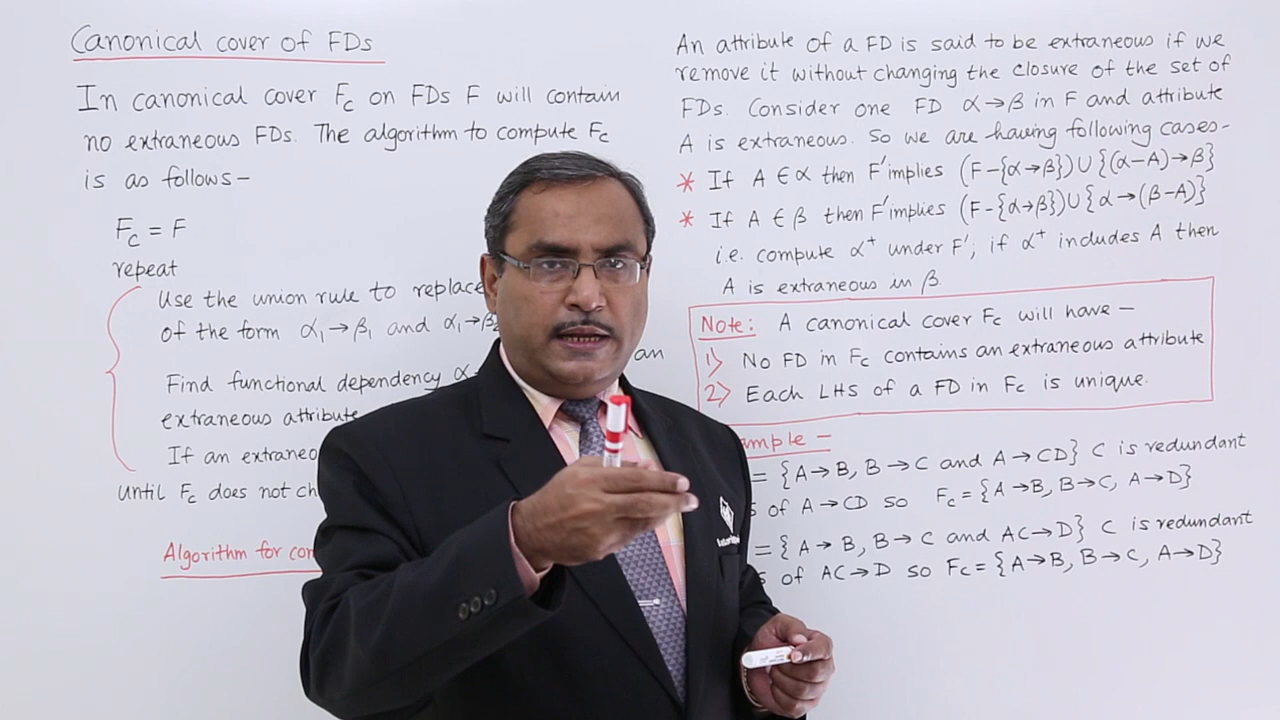 Canonical cover of FDs
In canonical cover Fc on FDs F will contain
no extraneous FDs. The algorithm to compute Fc
is as follows-
Fc = F
repeat
Use the union rule to replace
of the form α₁→β₁ and α₁→β₂
Find functional dependency α
an
extraneous attribute
If an
until Fc does not
Algorithm for
An attribute of a FD is said to be extraneous if we
remove it without changing the closure of the set of
FDs. Consider one FD α→β in F and attribute
A is extraneous. So we are having following cases-
* If A ∈ α then F' implies (F-{α→β})∪{(α-A)→β}
* If A ∈ β then F' implies (F-{α→β})∪{α→(β-A)}
i.e. compute α⁺ under F'; if α⁺ includes A then
A is extraneous in β.
Note: A canonical cover Fc will have-
1> No FD in Fc contains an extraneous attribute
2> Each LHS of a FD in Fc is unique.
= {A→B, B→C and A→CD} C is redundant
of A→CD so Fc = {A→B, B→C, A→D}
= {A→B, B→C and AC→D} C is redundant
of AC→D so Fc = {A→B, B→C, A→D}